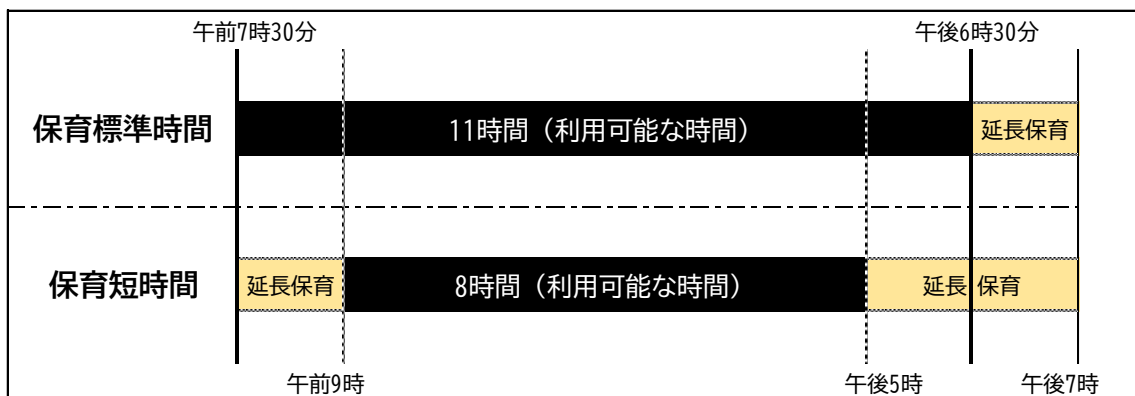 午前7時30分
午後6時30分
保育標準時間
11時間（利用可能な時間）
延長保育
保育短時間
延長保育
8時間（利用可能な時間）
延長 保育
午前9時
午後5時
午後7時